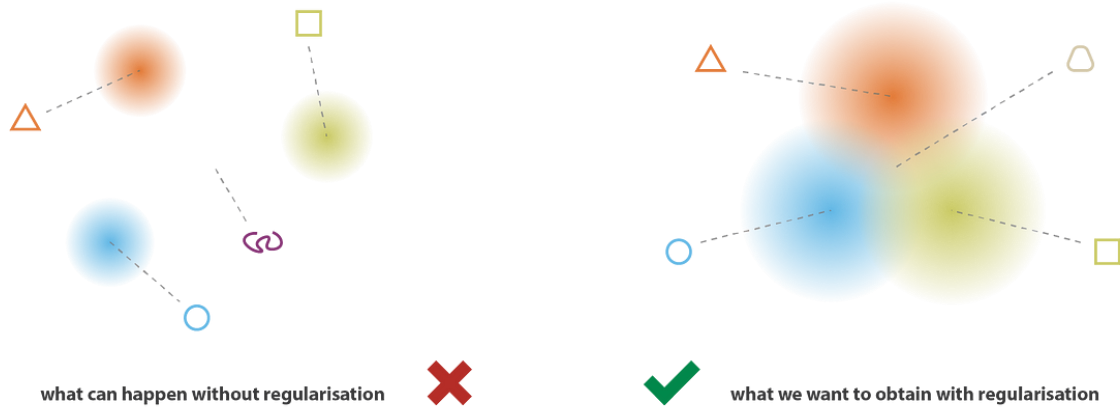 what can happen without regularisation
what we want to obtain with regularisation